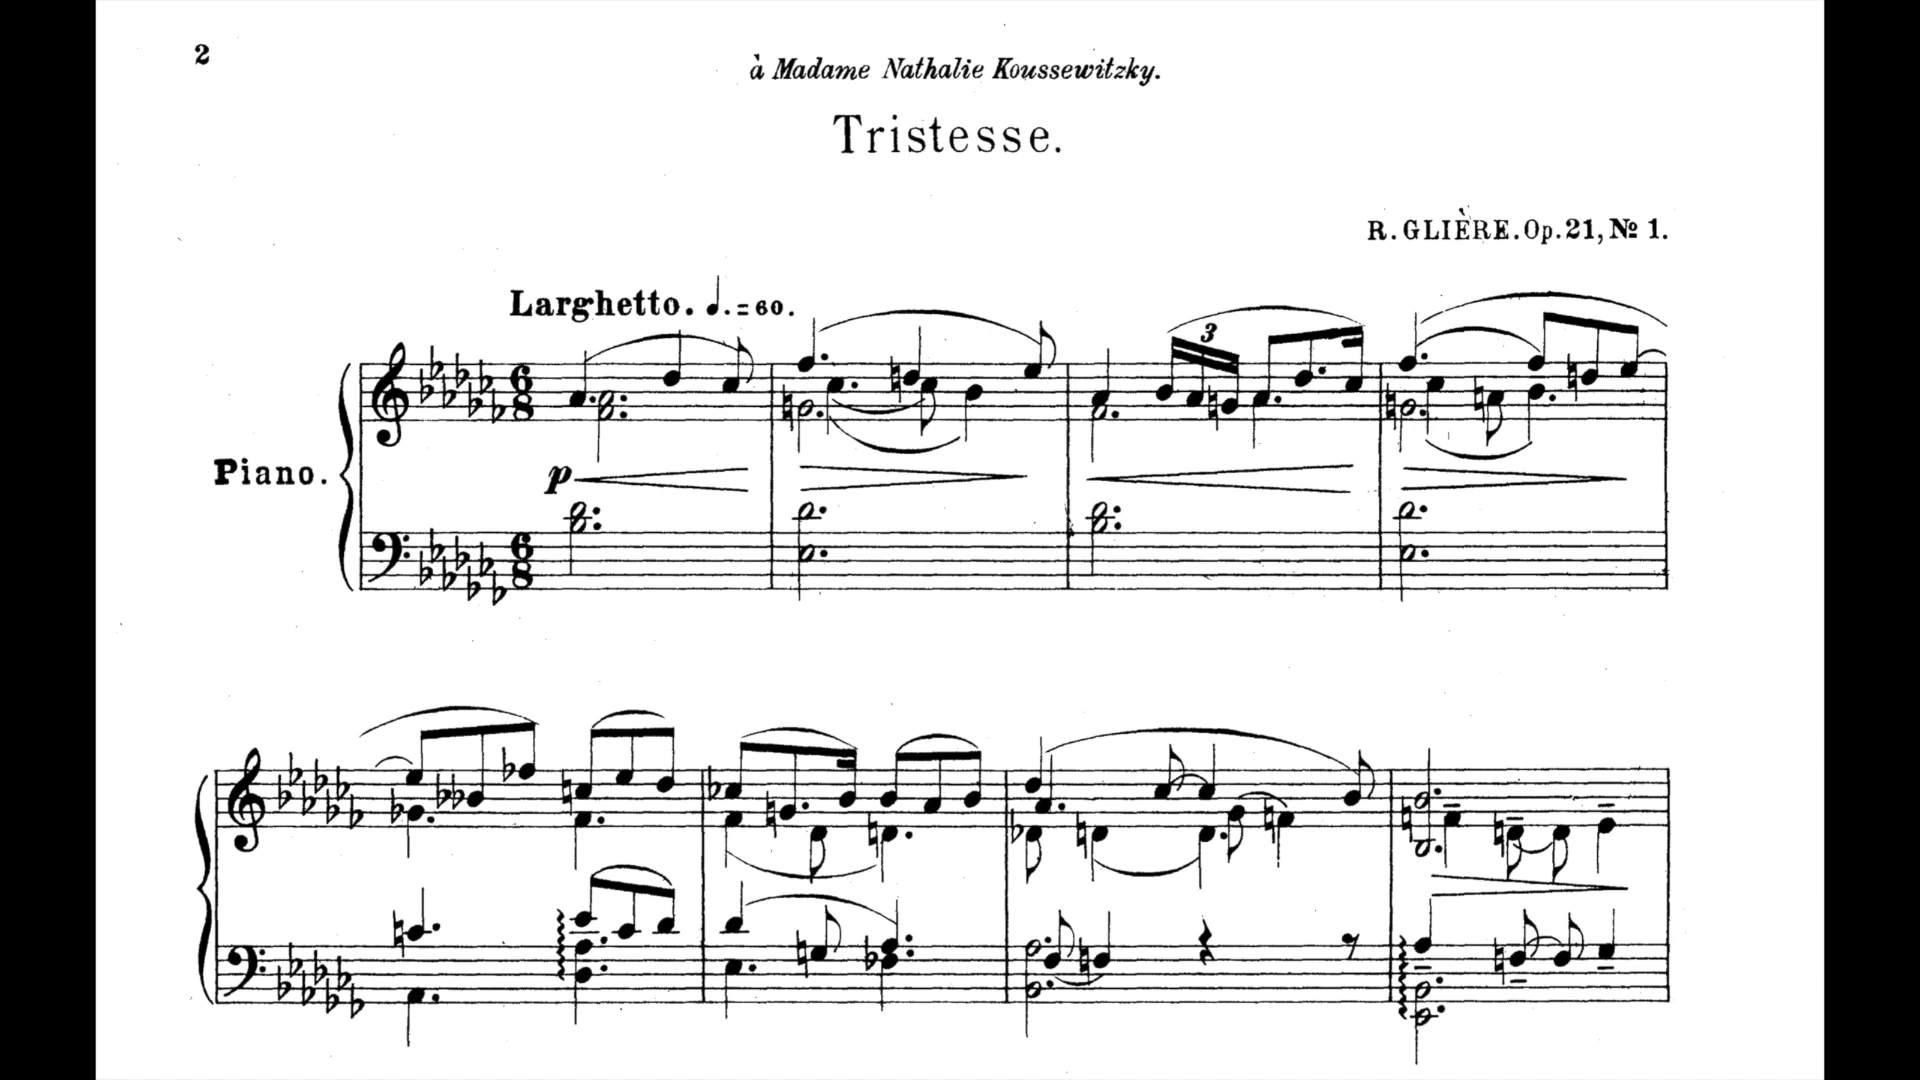 2
à Madame Nathalie Koussewitzky.
Tristesse.
R. GLIÈRE. Op. 21, № 1.
Larghetto. ♩. = 60.
3
6
8
Piano.
p
6
8